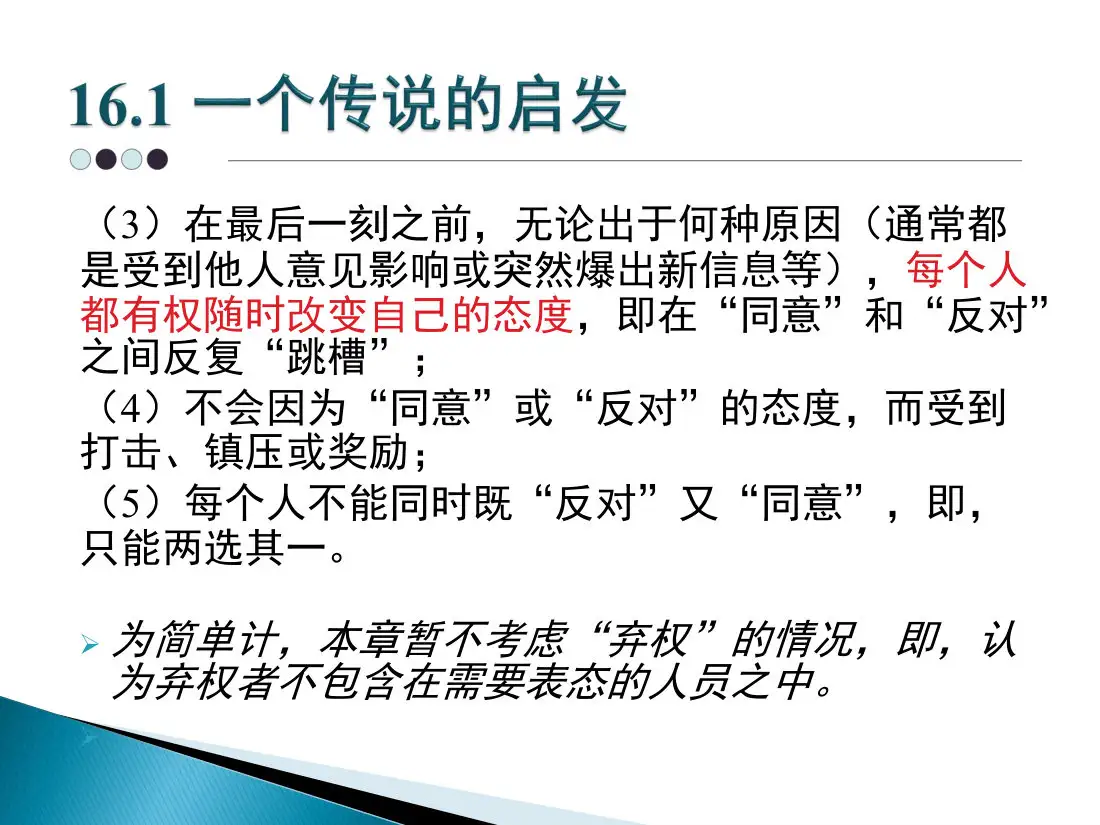 16.1 一个传说的启发
（3）在最后一刻之前，无论出于何种原因（通常都
是受到他人意见影响或突然爆出新信息等），每个人
都有权随时改变自己的态度，即在“同意”和“反对”
之间反复“跳槽”；
（4）不会因为“同意”或“反对”的态度，而受到
打击、镇压或奖励；
（5）每个人不能同时既“反对”又“同意”，即，
只能两选其一。
为简单计，本章暂不考虑“弃权”的情况，即，认
为弃权者不包含在需要表态的人员之中。